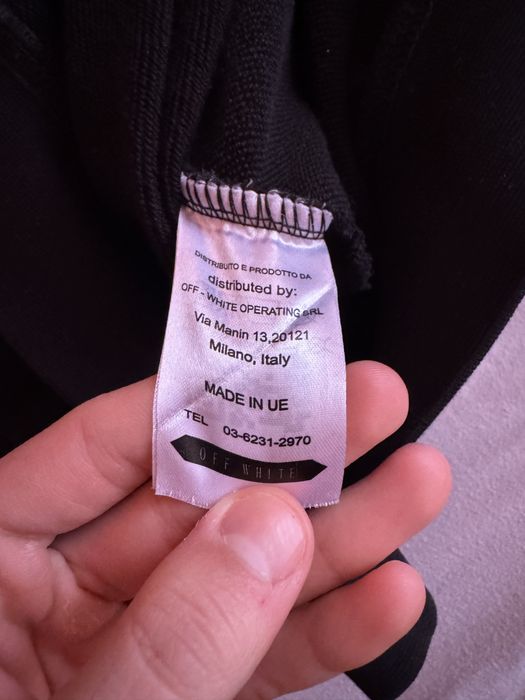 DISTRIBUITO E PRODOTTO DA
distributed by:
OFF - WHITE OPERATING SRL
Via Manin 13,20121
Milano, Italy
MADE IN UE
TEL 03-6231-2970
OFF WHITE